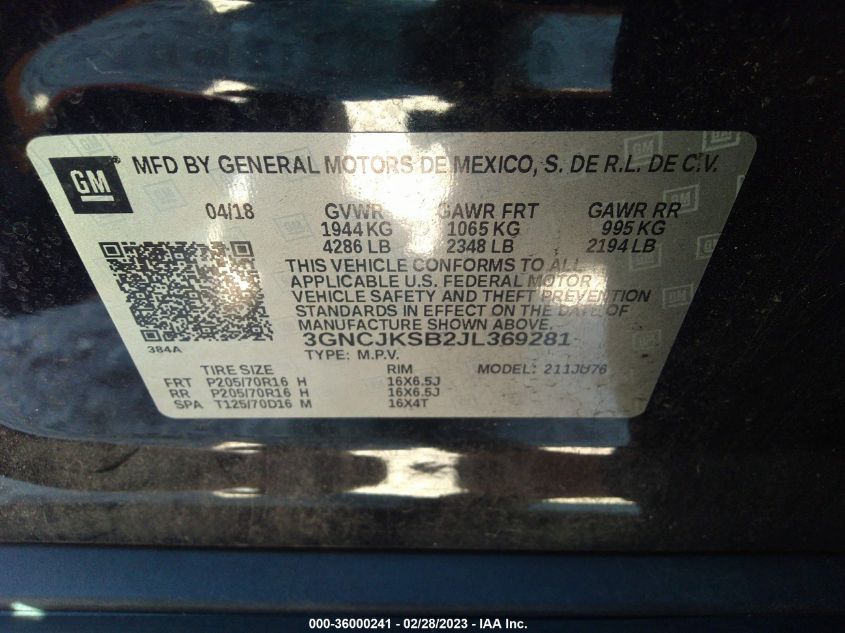 GM
MFD BY GENERAL MOTORS DE MEXICO, S. DE R.L. DE C.V.
04/18 GVWR GAWR FRT GAWR RR
1944 KG 1065 KG 995 KG
4286 LB 2348 LB 2194 LB
THIS VEHICLE CONFORMS TO ALL
APPLICABLE U.S. FEDERAL MOTOR
VEHICLE SAFETY AND THEFT PREVENTION
STANDARDS IN EFFECT ON THE DATE OF
MANUFACTURE SHOWN ABOVE.
384A 3GNCJKSB2JL369281
TYPE: M.P.V.
TIRE SIZE RIM MODEL: 211JU76
FRT P205/70R16 H 16X6.5J
RR P205/70R16 H 16X6.5J
SPA T125/70D16 M 16X4T
000-36000241 - 02/28/2023 - IAA Inc.